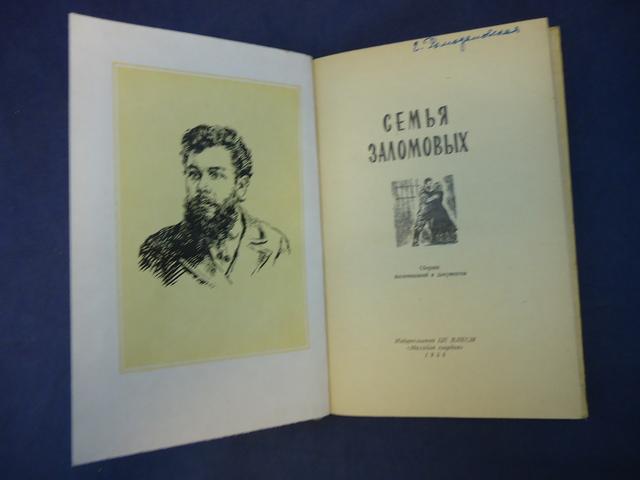 СЕМЬЯ
ЗАЛОМОВЫХ
Сборник
воспоминаний и документов
Издательство ЦК ВЛКСМ
«Молодая гвардия»